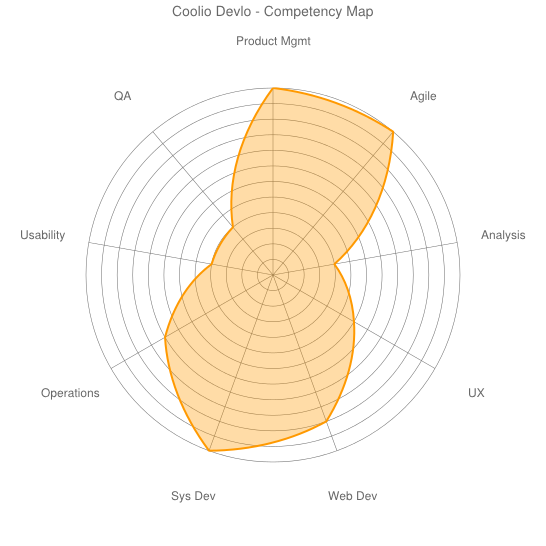 Coolio Devlo - Competency Map
Product Mgmt
QA
Agile
Usability
Analysis
Operations
UX
Sys Dev
Web Dev